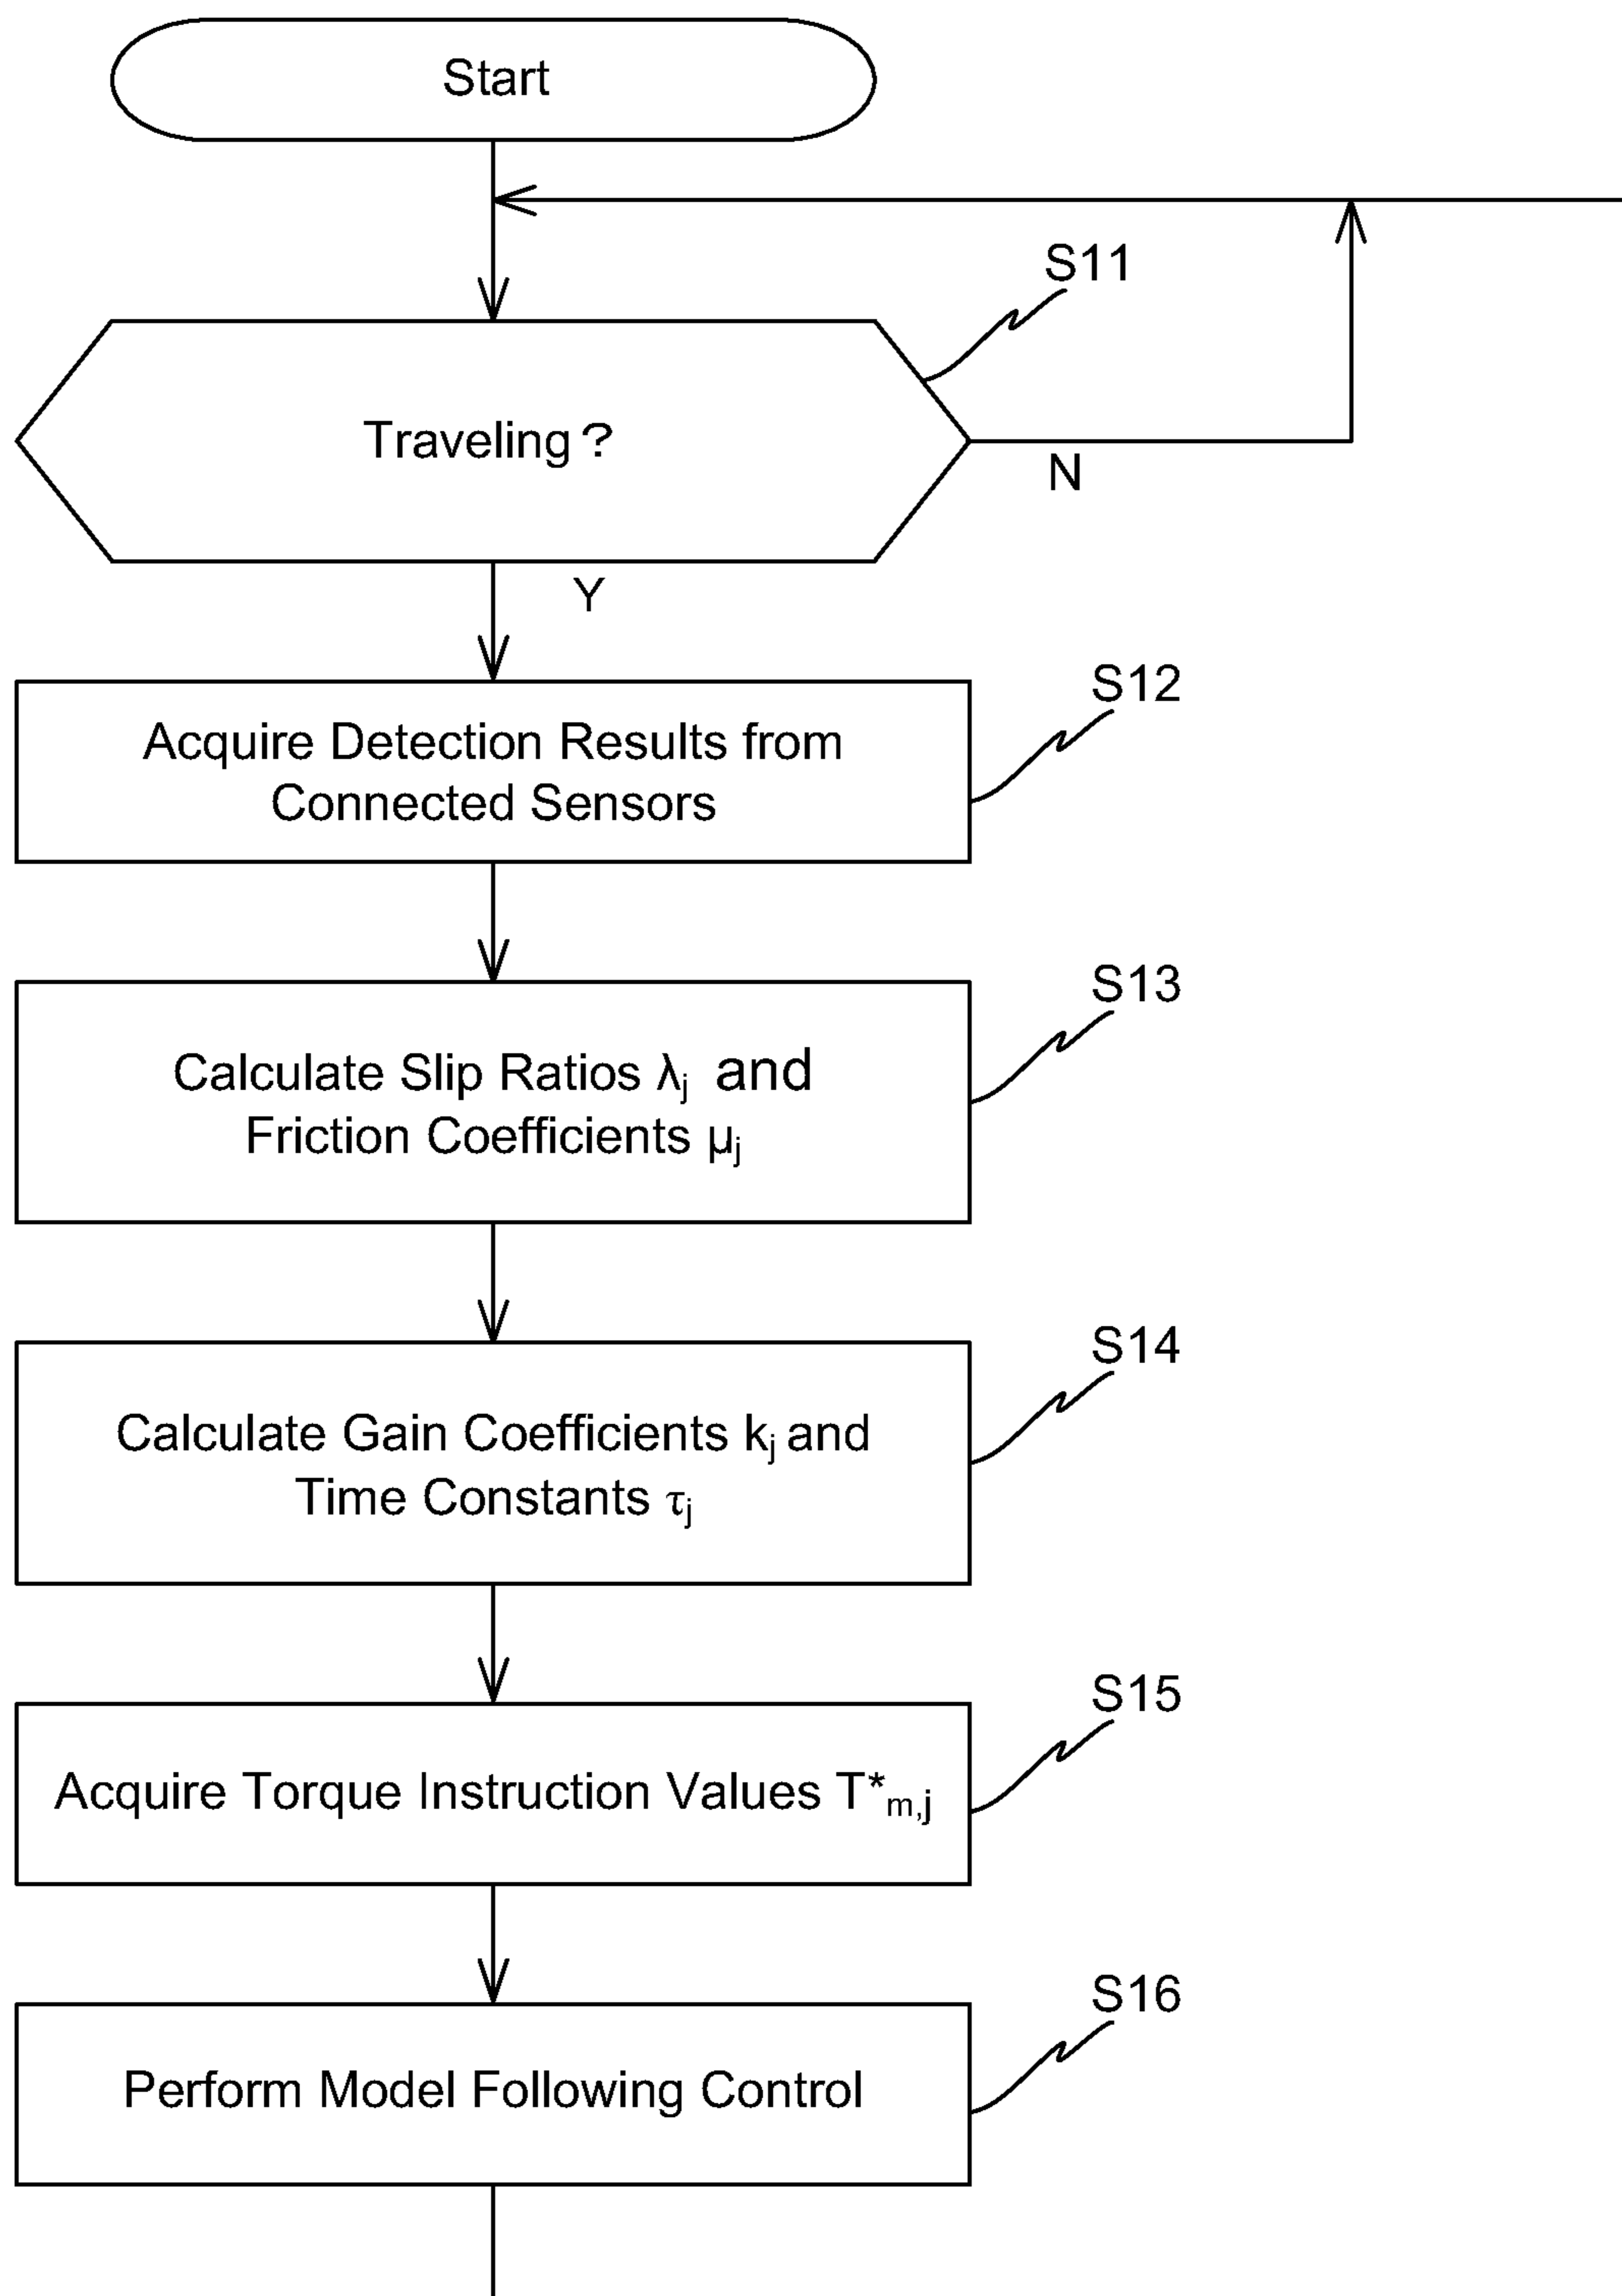 Start
S11
Traveling ?
N
Y
S12
Acquire Detection Results from
Connected Sensors
S13
Calculate Slip Ratios λj and
Friction Coefficients μj
S14
Calculate Gain Coefficients kj and
Time Constants τj
S15
Acquire Torque Instruction Values T*m,j
S16
Perform Model Following Control